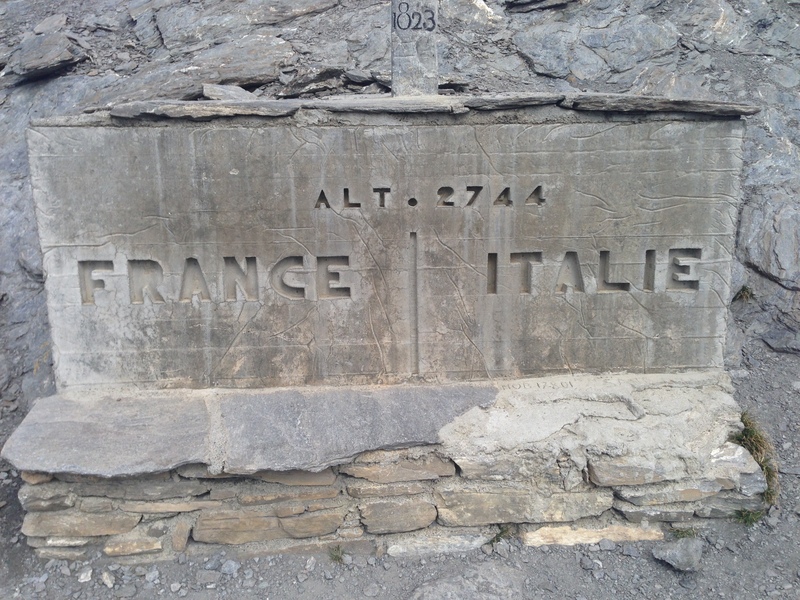 1823
ALT. 2744
FRANCE ITALIE